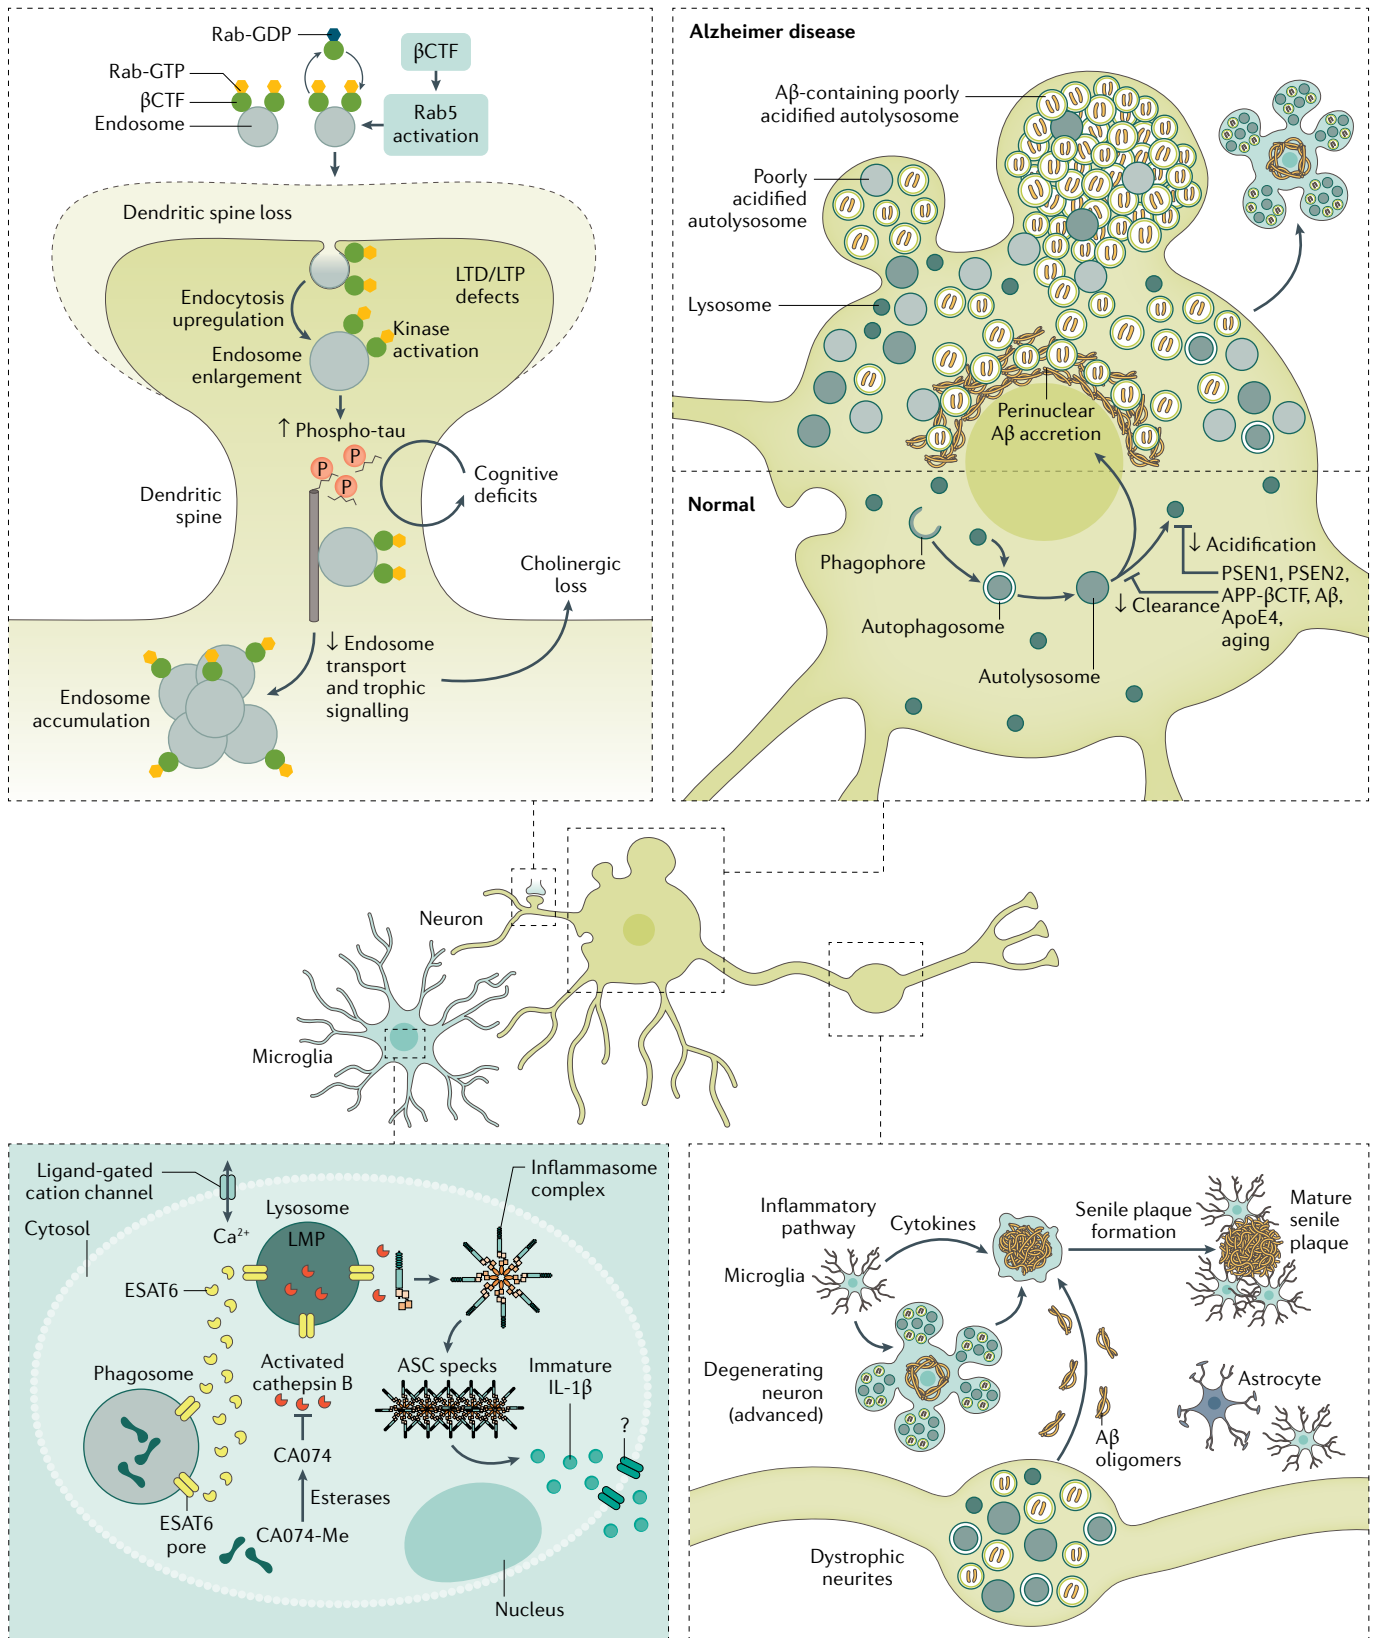 Rab-GDP
βCTF
Rab-GTP
βCTF
Endosome
Rab5
activation
Dendritic spine loss
LTD/LTP
defects
Endocytosis
upregulation
Kinase
activation
Endosome
enlargement
↑ Phospho-tau
P
P
P
Cognitive
deficits
Dendritic
spine
Cholinergic
loss
↓ Endosome
transport
and trophic
signalling
Endosome
accumulation
Alzheimer disease
Aβ-containing poorly
acidified autolysosome
Poorly
acidified
autolysosome
Lysosome
Perinuclear
Aβ accretion
Normal
Phagophore
↓ Acidification
PSEN1, PSEN2,
APP-βCTF, Aβ,
ApoE4,
aging
↓ Clearance
Autophagosome
Autolysosome
Neuron
Microglia
Ligand-gated
cation channel
Cytosol
Ca2+
Lysosome
LMP
Inflammasome
complex
ESAT6
Phagosome
Activated
cathepsin B
ASC specks
Immature
IL-1β
?
CA074
Esterases
ESAT6
pore
CA074-Me
Nucleus
Inflammatory
pathway
Cytokines
Senile plaque
formation
Mature
senile
plaque
Microglia
Degenerating
neuron
(advanced)
Astrocyte
Aβ
oligomers
Dystrophic
neurites